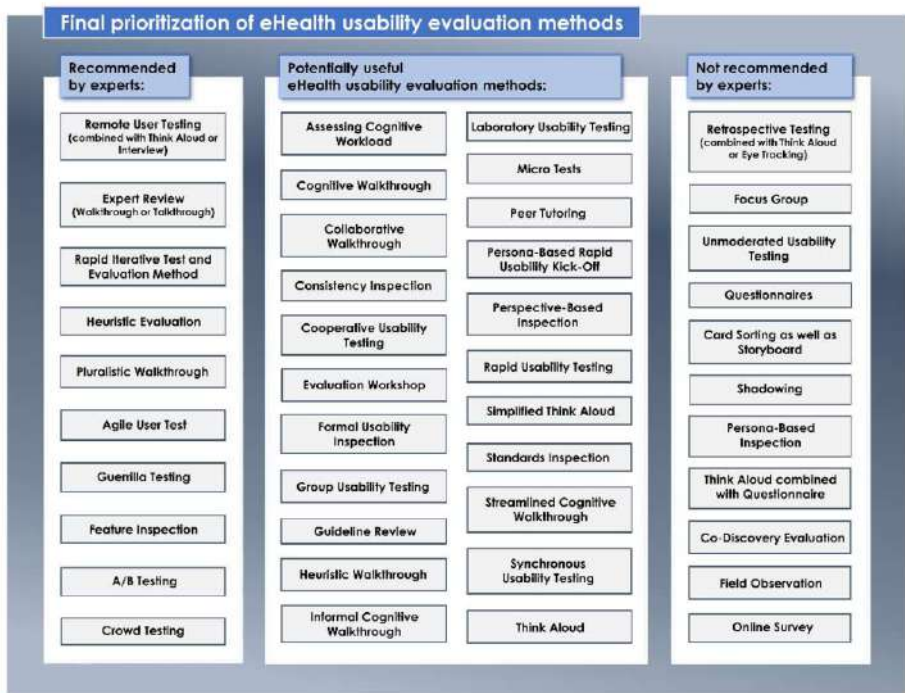 Final prioritization of eHealth usability evaluation methods
Recommended
by experts:
Remote User Testing
(combined with Think Aloud or
Interview)
Expert Review
(Walkthrough or Talkthrough)
Rapid Iterative Test and
Evaluation Method
Heuristic Evaluation
Pluralistic Walkthrough
Agile User Test
Guerrilla Testing
Feature Inspection
A/B Testing
Crowd Testing
Potentially useful
eHealth usability evaluation methods:
Assessing Cognitive
Workload
Cognitive Walkthrough
Collaborative
Walkthrough
Consistency Inspection
Cooperative Usability
Testing
Evaluation Workshop
Formal Usability
Inspection
Group Usability Testing
Guideline Review
Heuristic Walkthrough
Informal Cognitive
Walkthrough
Laboratory Usability Testing
Micro Tests
Peer Tutoring
Persona-Based Rapid
Usability Kick-Off
Perspective-Based
Inspection
Rapid Usability Testing
Simplified Think Aloud
Standards Inspection
Streamlined Cognitive
Walkthrough
Synchronous
Usability Testing
Think Aloud
Not recommended
by experts:
Retrospective Testing
(combined with Think Aloud
or Eye Tracking)
Focus Group
Unmoderated Usability
Testing
Questionnaires
Card Sorting as well as
Storyboard
Shadowing
Persona-Based
Inspection
Think Aloud combined
with Questionnaire
Co-Discovery Evaluation
Field Observation
Online Survey